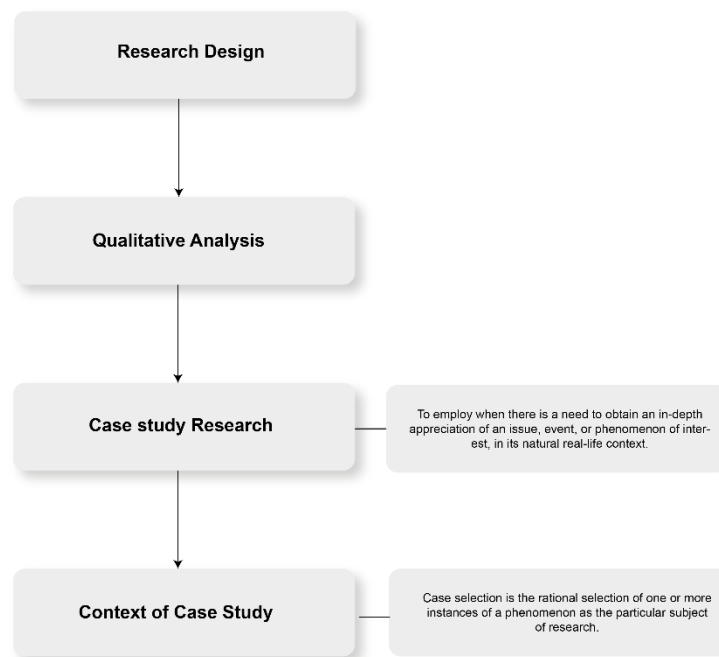 Research Design
Qualitative Analysis
Case study Research
To employ when there is a need to obtain an in-depth
appreciation of an issue, event, or phenomenon of inter-
est, in its natural real-life context.
Context of Case Study
Case selection is the rational selection of one or more
instances of a phenomenon as the particular subject
of research.